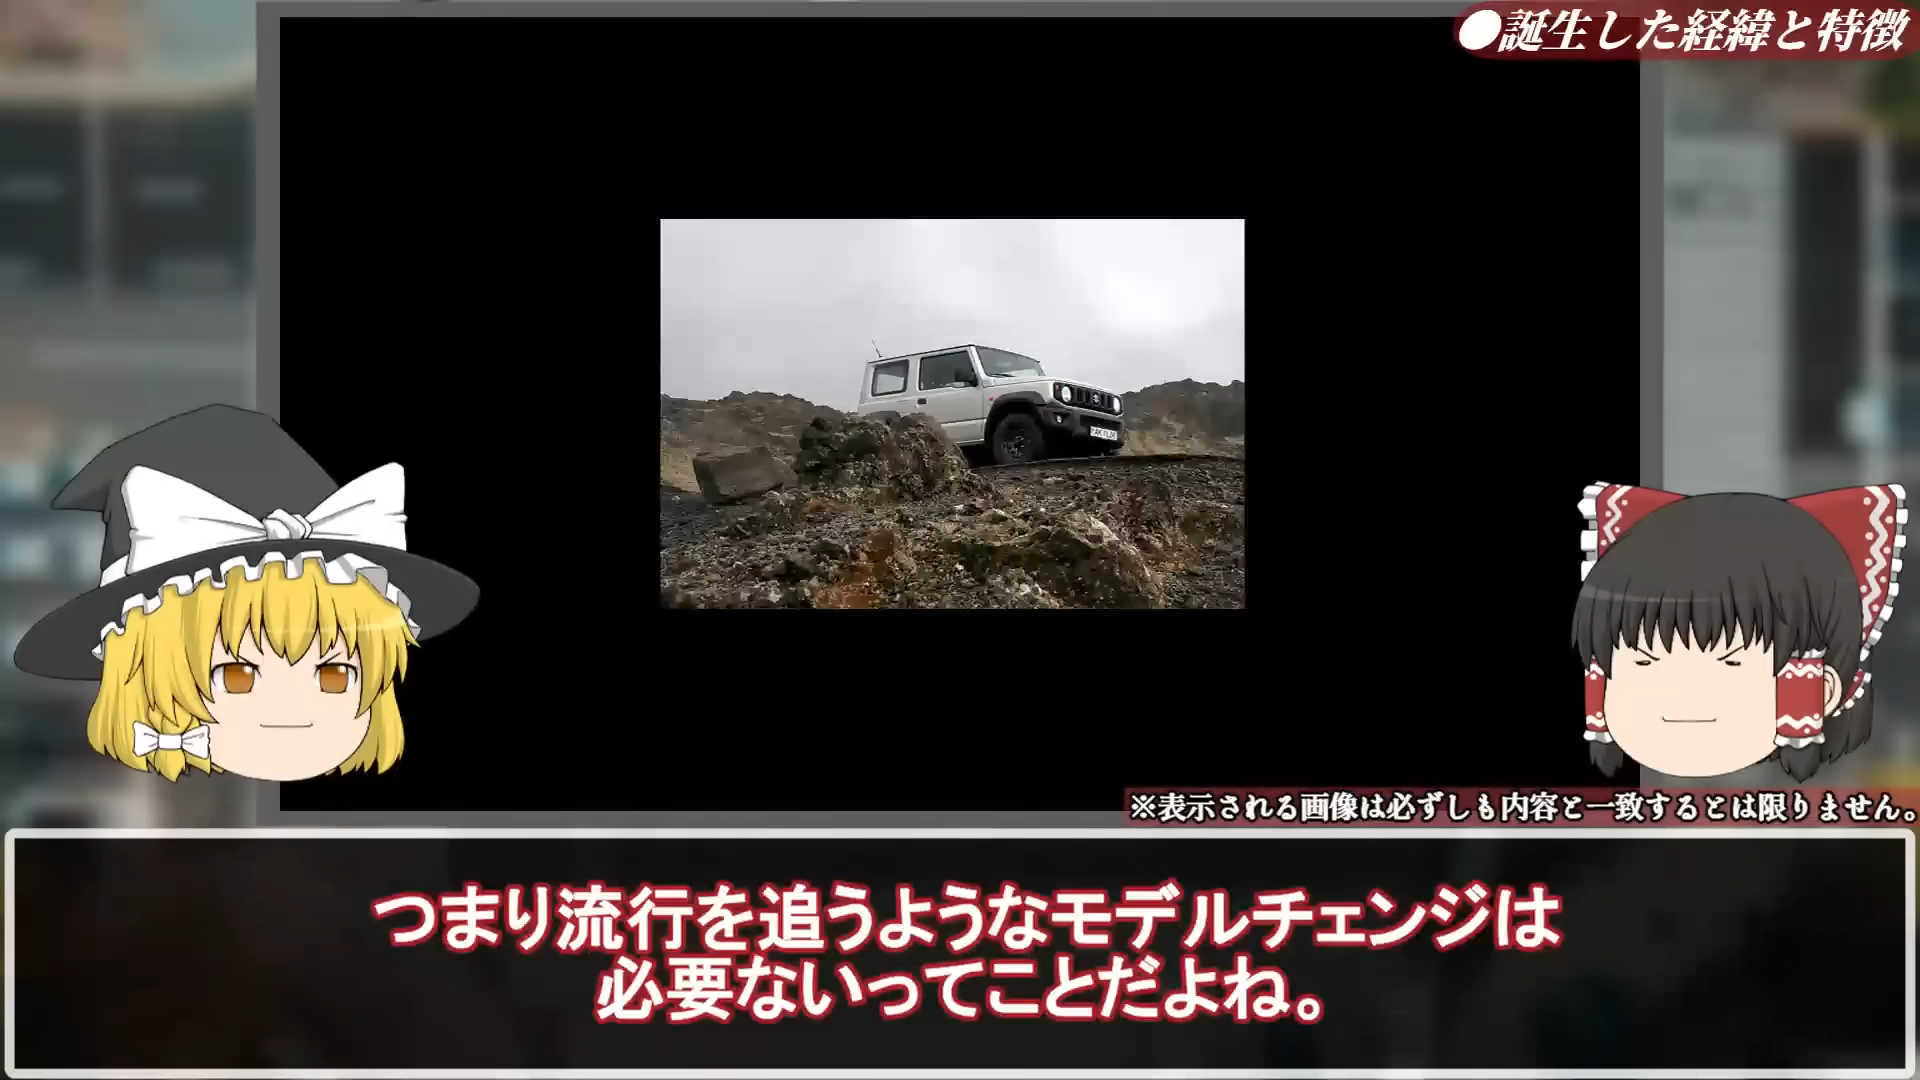 ●誕生した経緯と特徴
※表示される画像は必ずしも内容と一致するとは限りません。
つまり流行を追うようなモデルチェンジは
必要ないってことだよね。